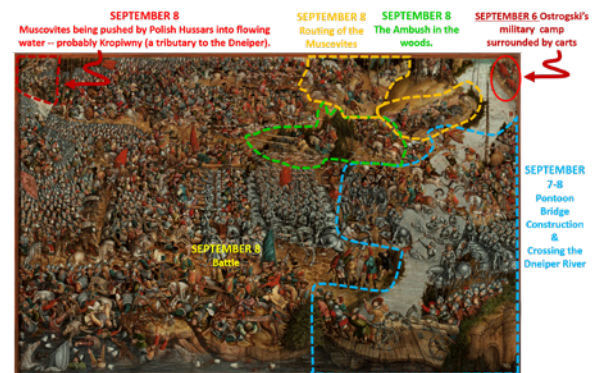 SEPTEMBER 8
Muscovites being pushed by Polish Hussars into flowing
water -- probably Kropiwny (a tributary to the Dneiper).
SEPTEMBER 8
Routing of the
Muscovites
SEPTEMBER 8
The Ambush in the
woods.
SEPTEMBER 6 Ostrogski's
military camp
surrounded by carts
SEPTEMBER
7-8
Pontoon
Bridge
Construction
&
Crossing the
Dneiper River
SEPTEMBER 8
Battle